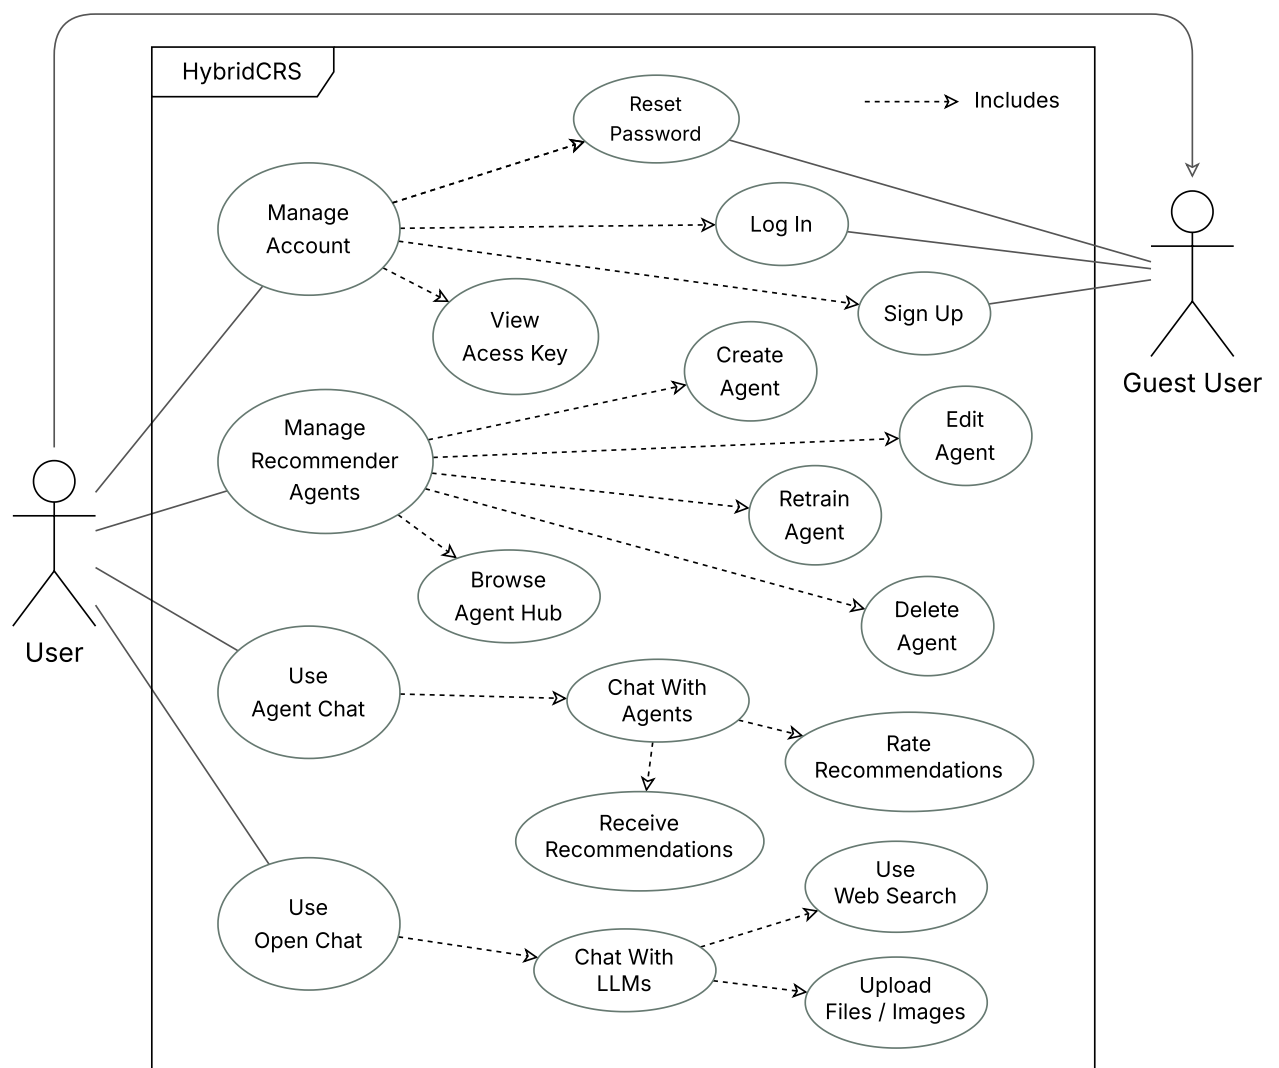 HybridCRS
Includes
Reset
Password
Manage
Account
Log In
Sign Up
View
Acess Key
Guest User
Create
Agent
Manage
Recommender
Agents
Edit
Agent
Retrain
Agent
Browse
Agent Hub
Delete
Agent
User
Use
Agent Chat
Chat With
Agents
Rate
Recommendations
Receive
Recommendations
Use
Web Search
Use
Open Chat
Chat With
LLMs
Upload
Files / Images